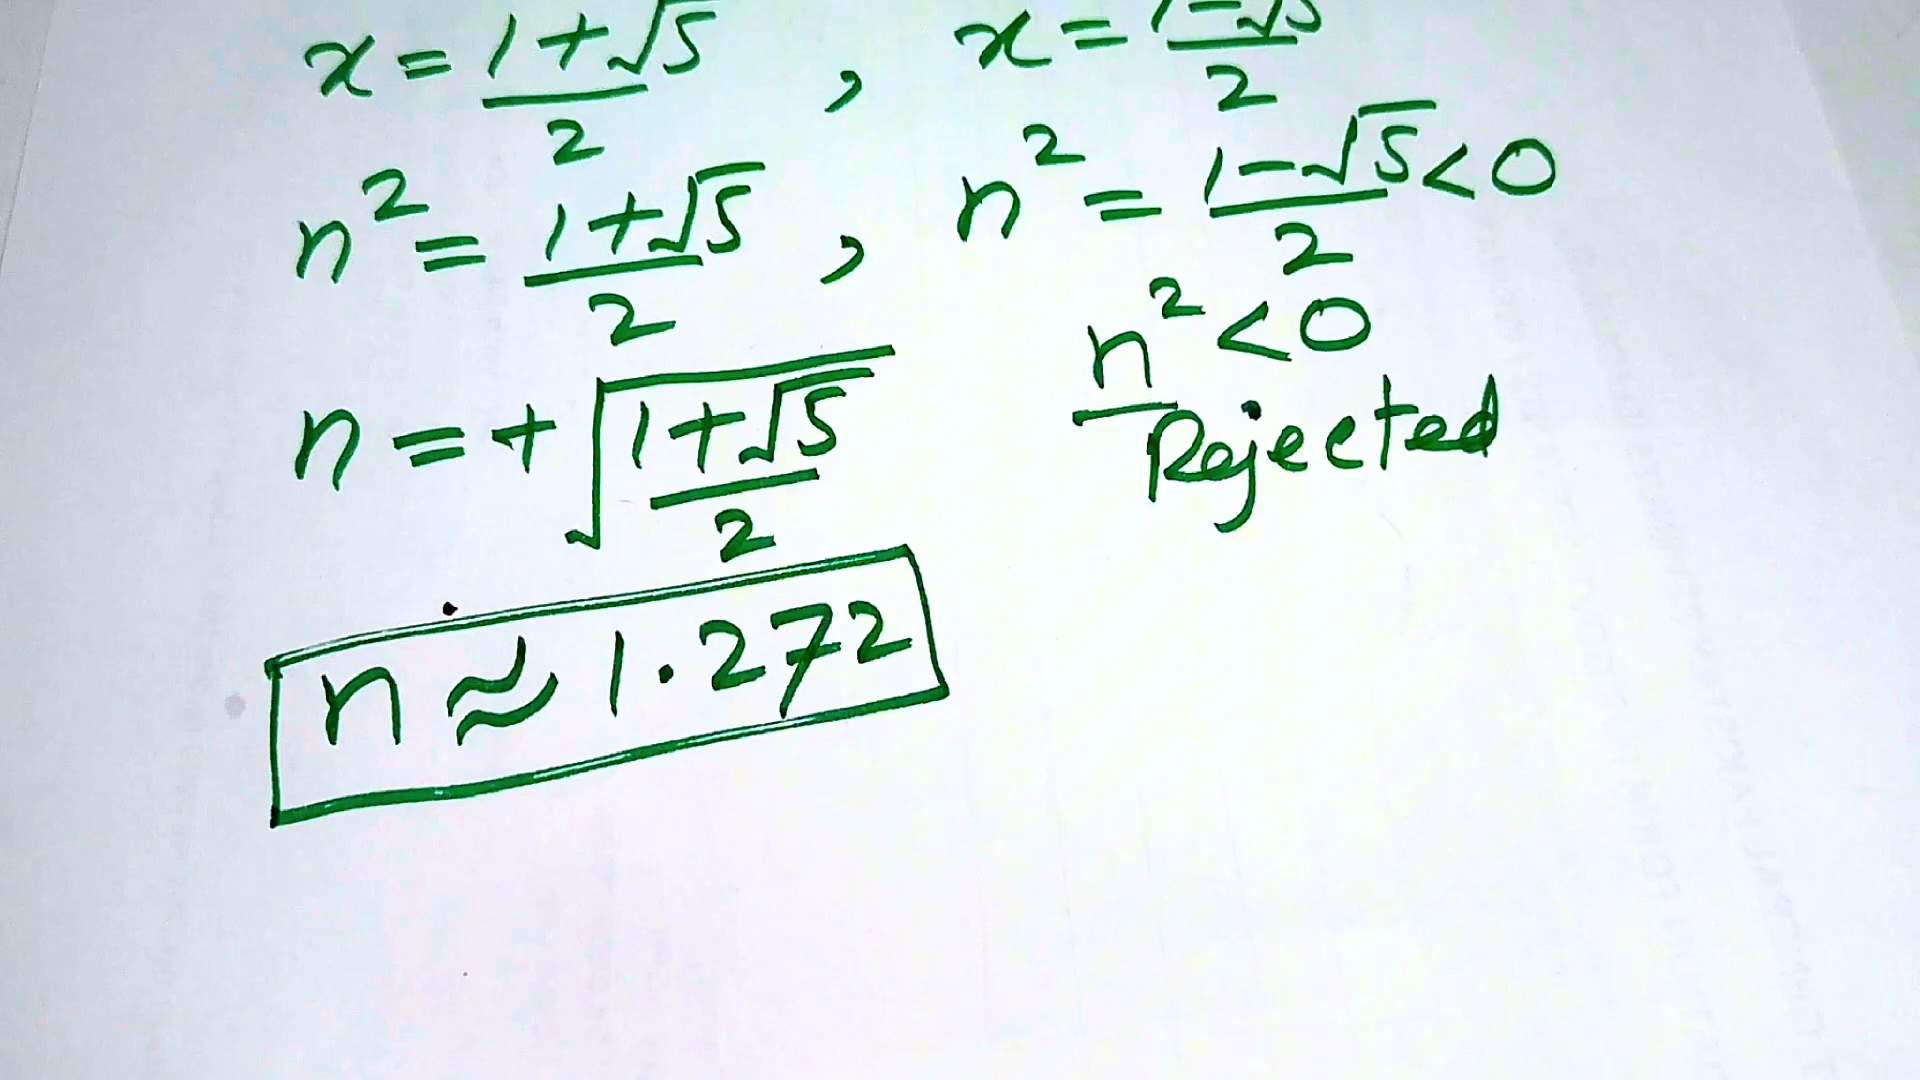 x = (1+√5)/2 , x = (1-√5)/2
n² = (1+√5)/2 , n² = (1-√5)/2 < 0
n² < 0
n = +√((1+√5)/2)
Rejected
n ≈ 1.272